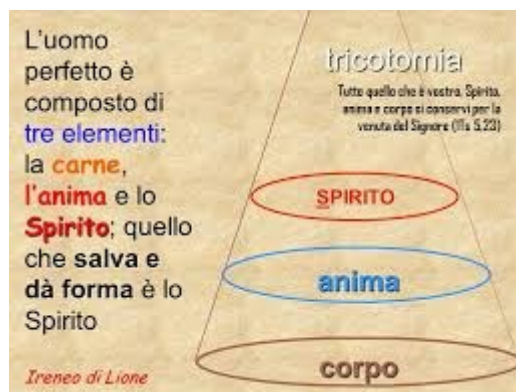 L'uomo
perfetto è
composto di
tre elementi:
la carne,
l'anima e lo
Spirito; quello
che salva e
dà forma è lo
Spirito
Ireneo di Lione
tricotomia
Tutto quello che è vostro, Spirito,
anima e corpo si conservi per la
venuta del Signore (1Ts 5,23)
SPIRITO
anima
corpo